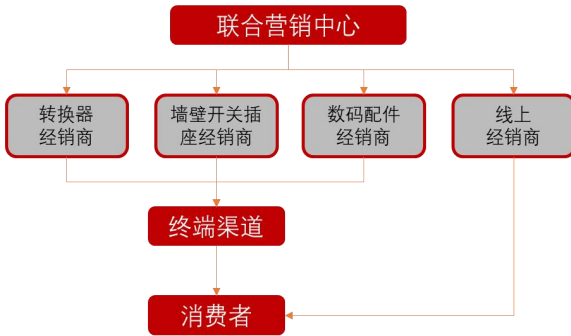 联合营销中心
转换器
经销商
墙壁开关插
座经销商
数码配件
经销商
线上
经销商
终端渠道
消费者